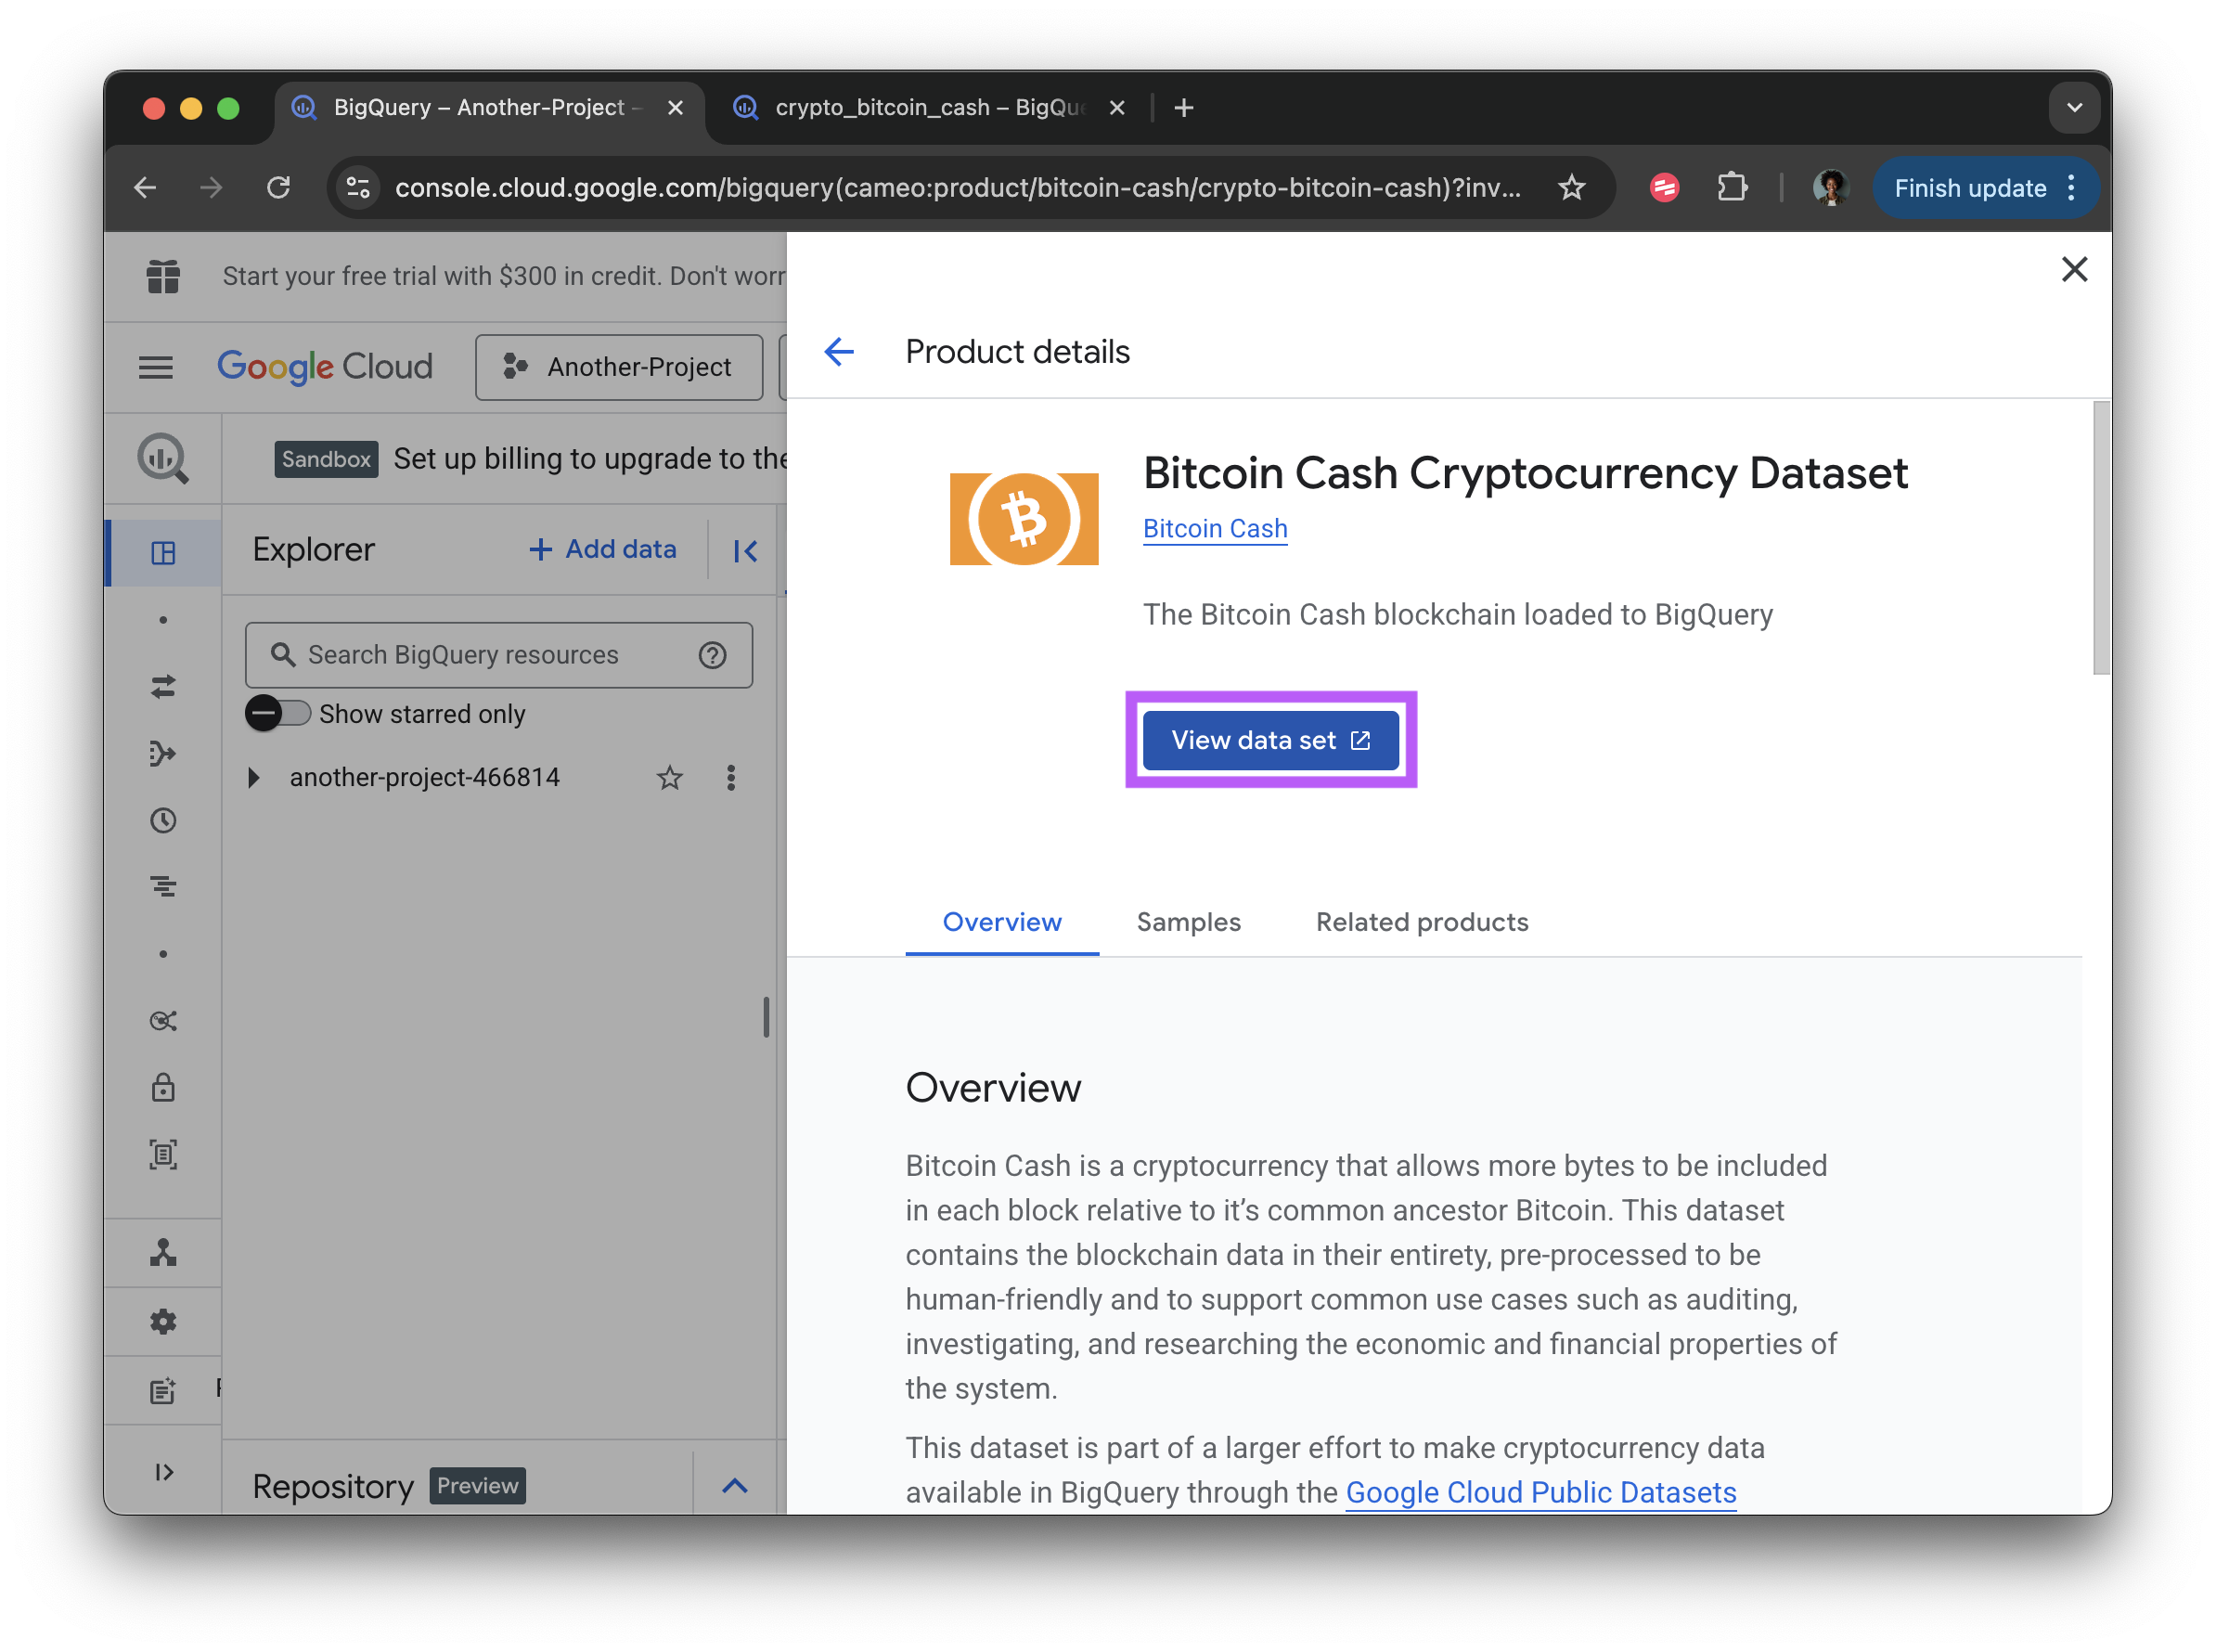 BigQuery – Another-Project –
crypto_bitcoin_cash – BigQu
console.cloud.google.com/bigquery(cameo:product/bitcoin-cash/crypto-bitcoin-cash)?inv...
Finish update
Start your free trial with $300 in credit. Don't worr
Google Cloud
Another-Project
Sandbox
Set up billing to upgrade to the
Explorer
+ Add data
Search BigQuery resources
Show starred only
another-project-466814
Repository
Preview
Product details
Bitcoin Cash Cryptocurrency Dataset
Bitcoin Cash
The Bitcoin Cash blockchain loaded to BigQuery
View data set
Overview
Samples
Related products
Overview
Bitcoin Cash is a cryptocurrency that allows more bytes to be included
in each block relative to it’s common ancestor Bitcoin. This dataset
contains the blockchain data in their entirety, pre-processed to be
human-friendly and to support common use cases such as auditing,
investigating, and researching the economic and financial properties of
the system.
This dataset is part of a larger effort to make cryptocurrency data
available in BigQuery through the Google Cloud Public Datasets